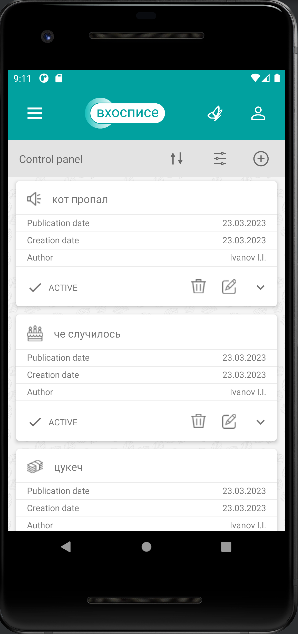 9:11
вхосписе
Control panel
кот пропал
Publication date 23.03.2023
Creation date 23.03.2023
Author Ivanov I.I.
ACTIVE
че случилось
Publication date 23.03.2023
Creation date 23.03.2023
Author Ivanov I.I.
ACTIVE
цукеч
Publication date 23.03.2023
Creation date 23.03.2023
Author Ivanov I.I.